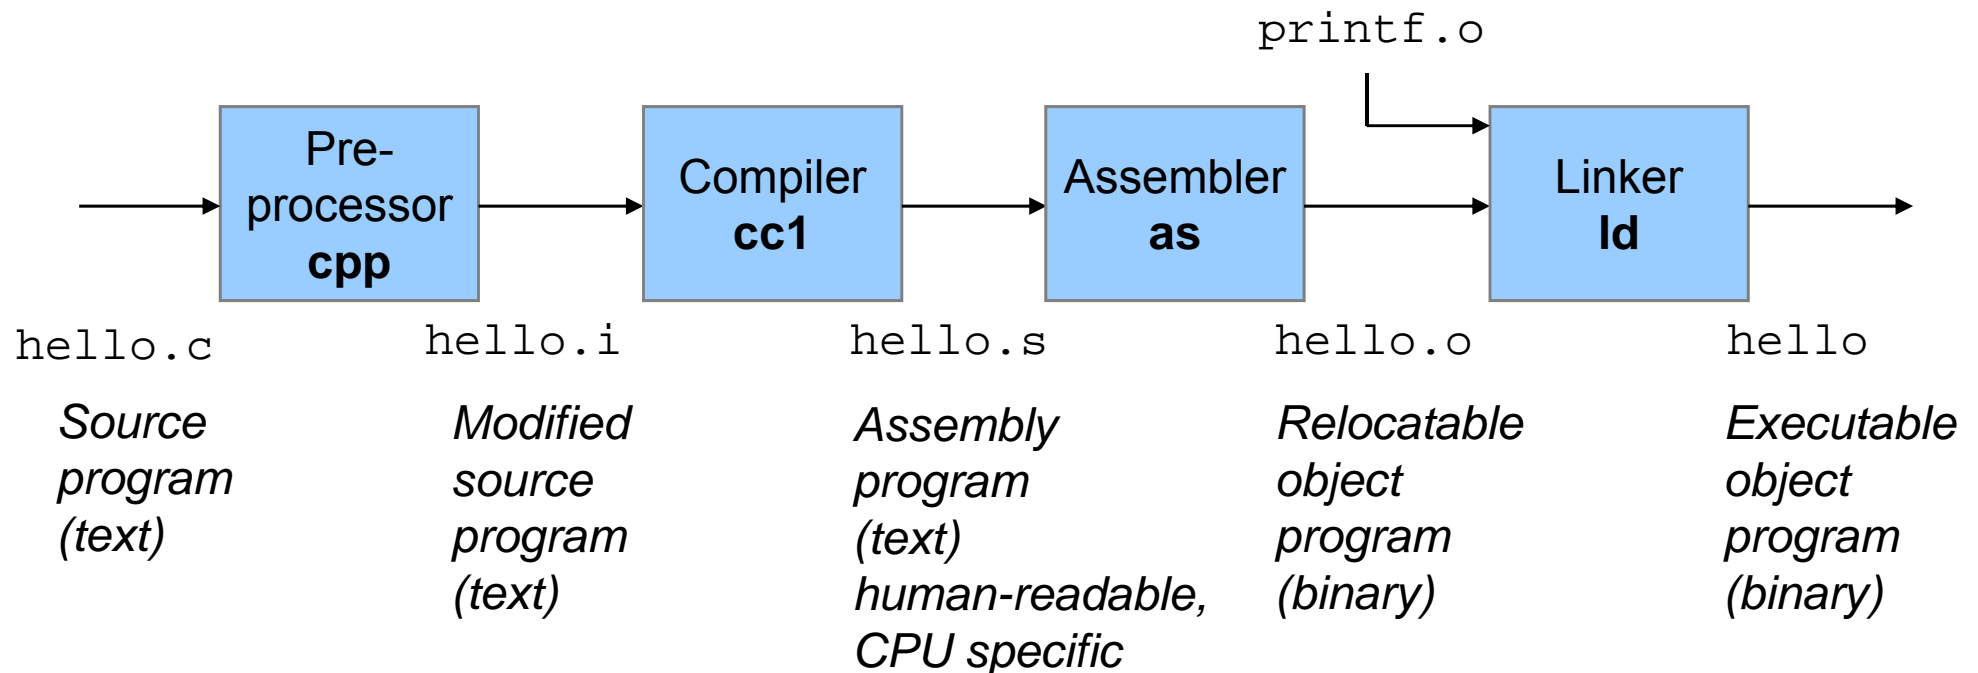 printf.o
Pre-
processor
cpp
Compiler
cc1
Assembler
as
Linker
ld
hello.c
hello.i
hello.s
hello.o
hello
Source
program
(text)
Modified
source
program
(text)
Assembly
program
(text)
human-readable,
CPU specific
Relocatable
object
program
(binary)
Executable
object
program
(binary)